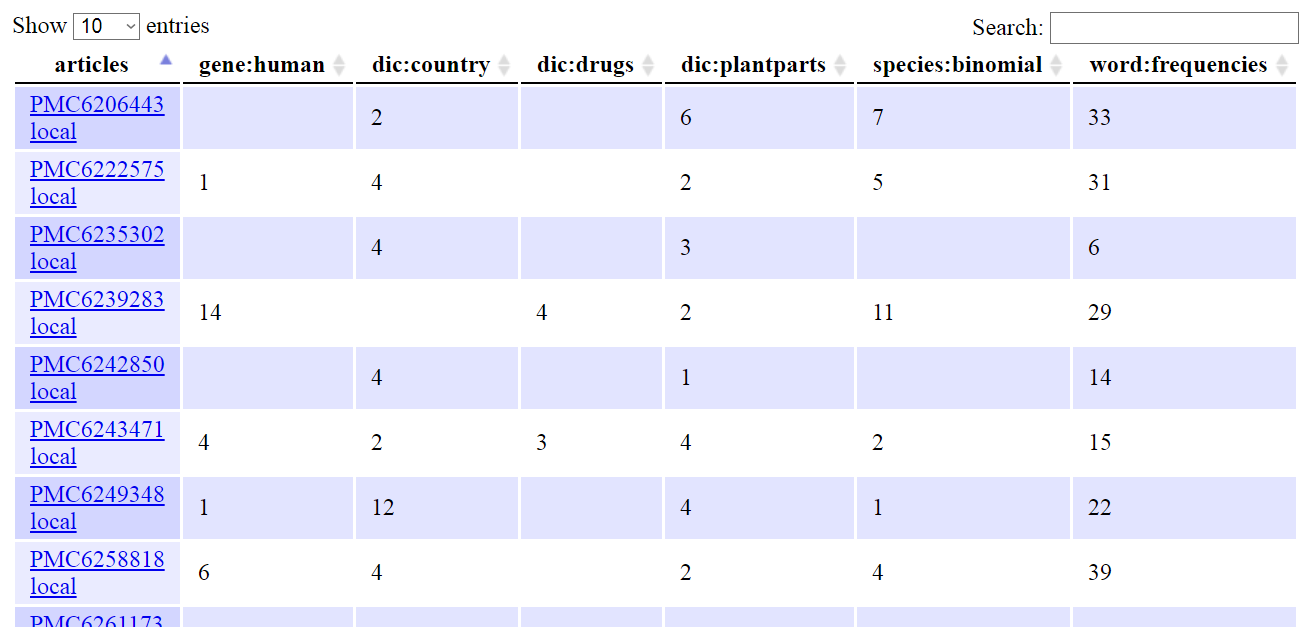 Show 10 entries Search:
articles gene:human dic:country dic:drugs dic:plantparts species:binomial word:frequencies
PMC6206443
local 2 6 7 33
PMC6222575
local 1 4 2 5 31
PMC6235302
local 4 3 6
PMC6239283
local 14 4 2 11 29
PMC6242850
local 4 1 14
PMC6243471
local 4 2 3 4 2 15
PMC6249348
local 1 12 4 1 22
PMC6258818
local 6 4 2 4 39
PMC6261173